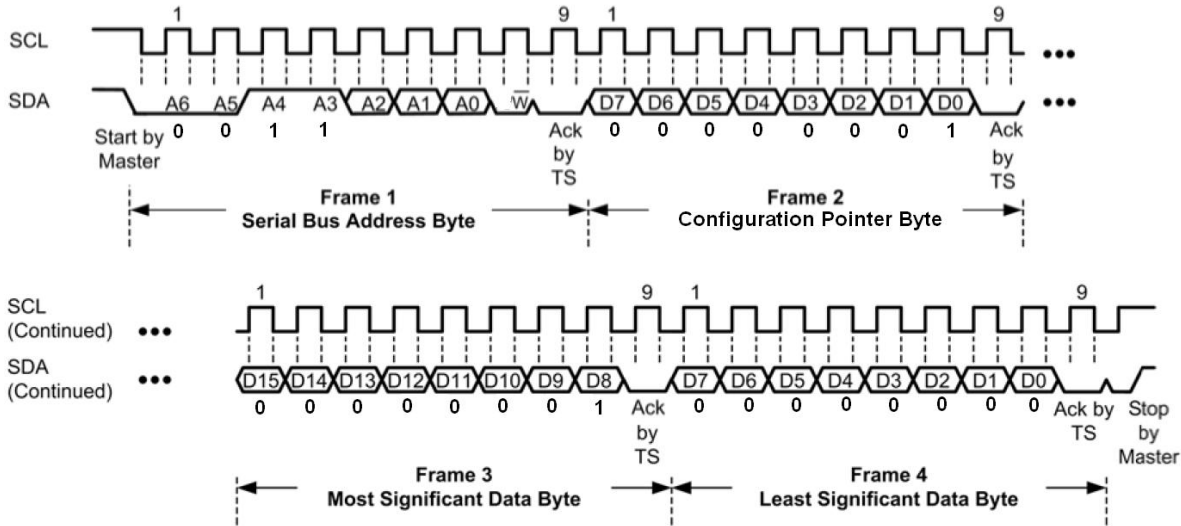 1 9 1 9
SCL
SDA A6 A5 A4 A3 A2 A1 A0 W D7 D6 D5 D4 D3 D2 D1 D0
0 0 1 1 0 0 0 0 0 0 0 1
Start by
Master
Ack
by
TS
Ack
by
TS
Frame 1
Serial Bus Address Byte
Frame 2
Configuration Pointer Byte
1 9 1 9
SCL
(Continued)
SDA
(Continued)
D15 D14 D13 D12 D11 D10 D9 D8 D7 D6 D5 D4 D3 D2 D1 D0
0 0 0 0 0 0 0 1 0 0 0 0 0 0 0 0
Ack
by
TS
Ack by
TS
Stop
by
Master
Frame 3
Most Significant Data Byte
Frame 4
Least Significant Data Byte